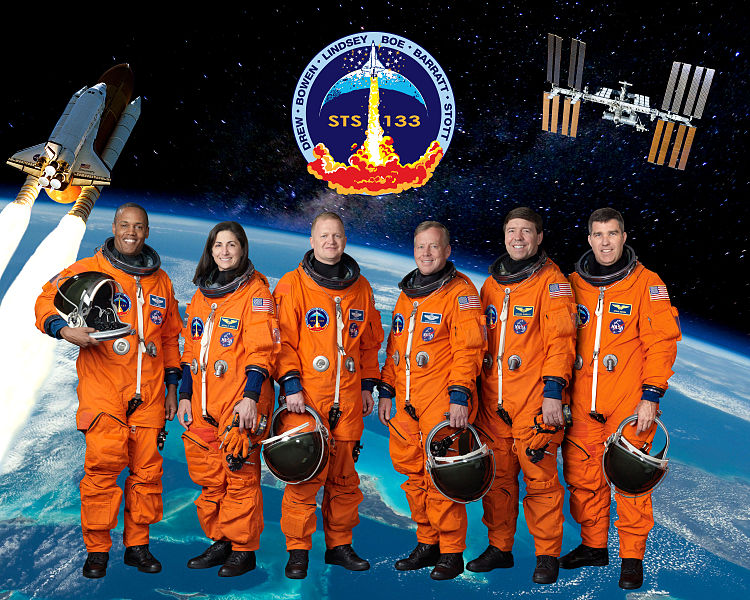 DREW • BOWEN • LINDSEY • BOE • BARRATT • STOTT
STS 133